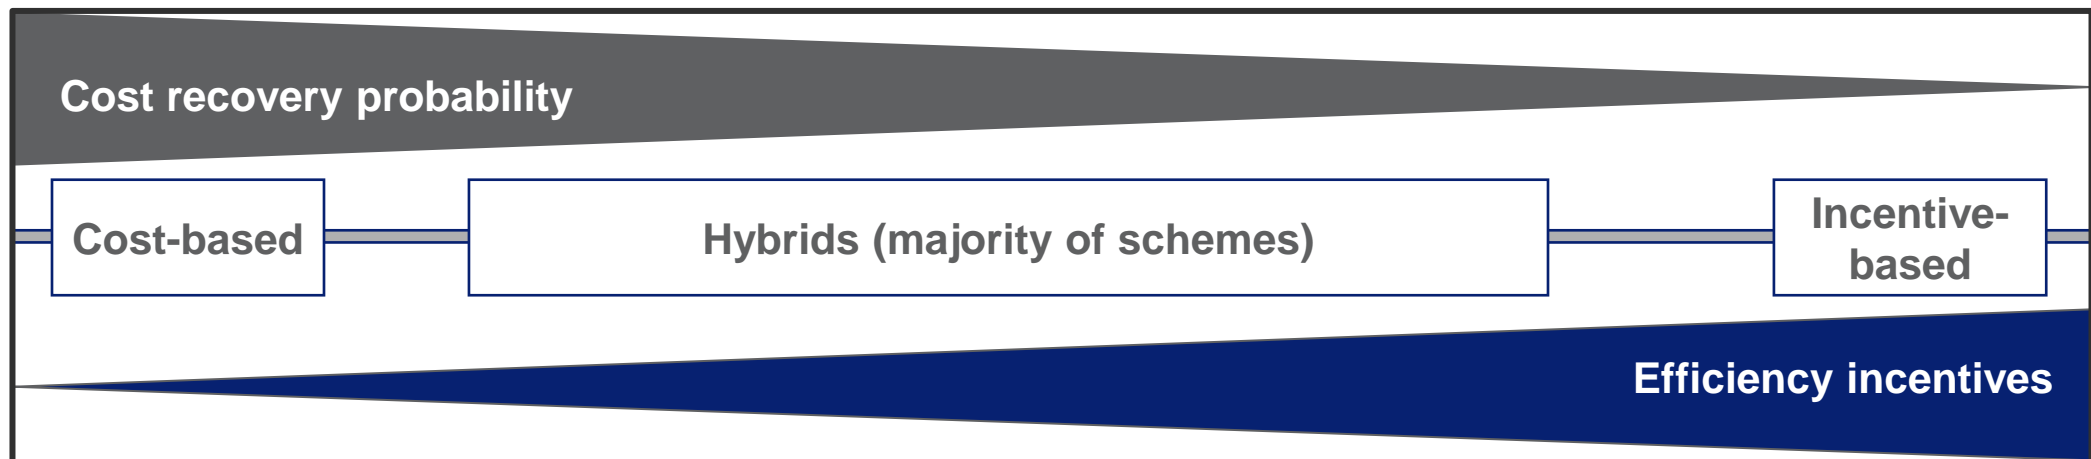 Cost recovery probability
Cost-based
Hybrids (majority of schemes)
Incentive-
based
Efficiency incentives